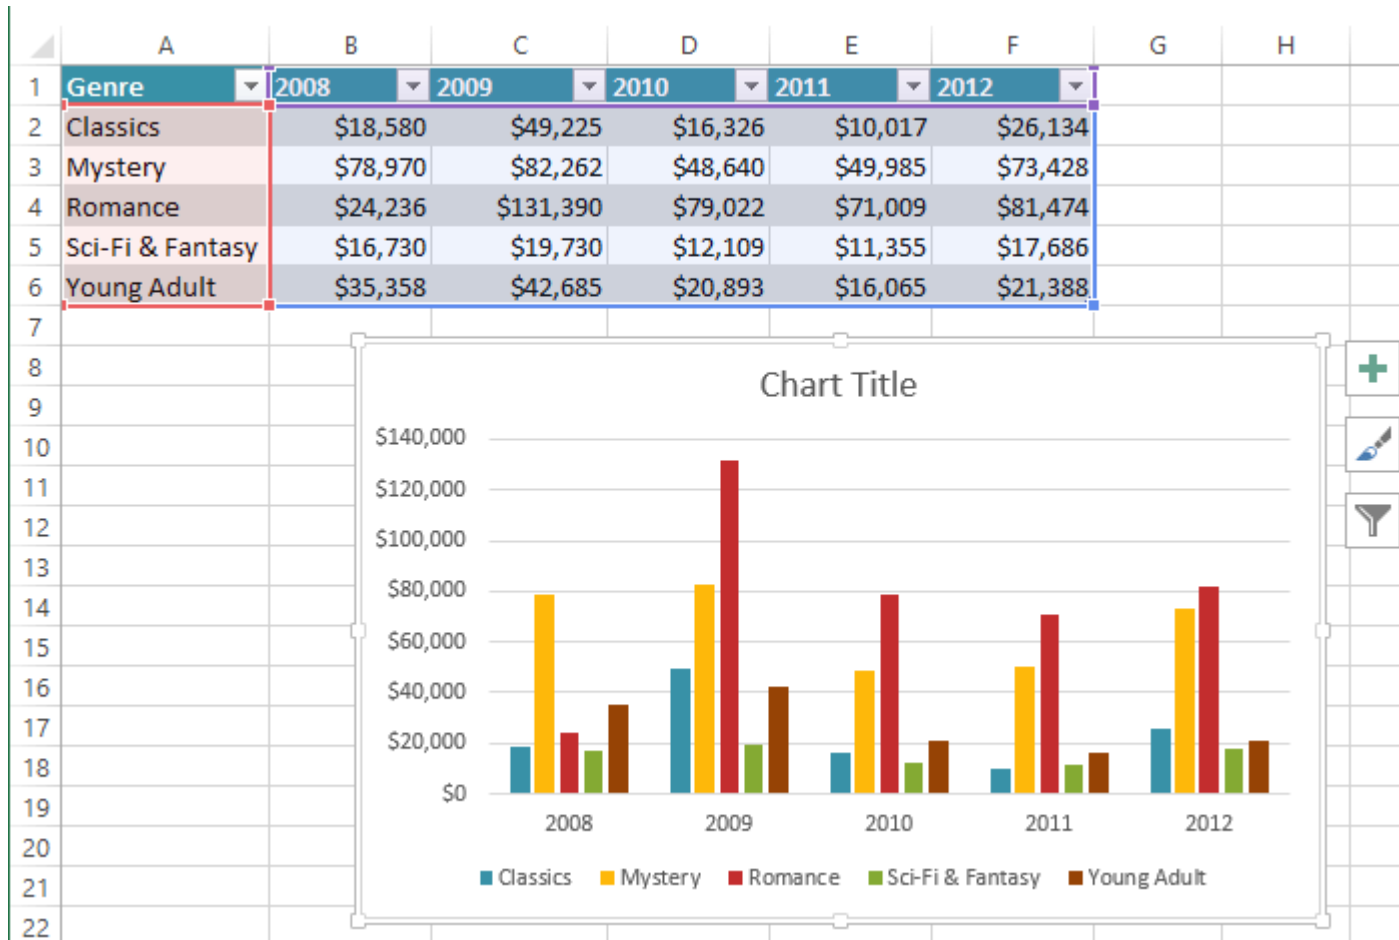 A B C D E F G H
1 Genre 2008 2009 2010 2011 2012
2 Classics $18,580 $49,225 $16,326 $10,017 $26,134
3 Mystery $78,970 $82,262 $48,640 $49,985 $73,428
4 Romance $24,236 $131,390 $79,022 $71,009 $81,474
5 Sci-Fi & Fantasy $16,730 $19,730 $12,109 $11,355 $17,686
6 Young Adult $35,358 $42,685 $20,893 $16,065 $21,388
7
8
9
10
11
12
13
14
15
16
17
18
19
20
21
22
Chart Title
$140,000
$120,000
$100,000
$80,000
$60,000
$40,000
$20,000
$0
2008 2009 2010 2011 2012
Classics Mystery Romance Sci-Fi & Fantasy Young Adult